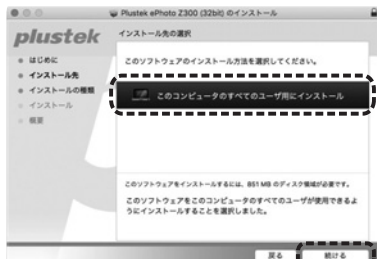 Plustek ePhoto Z300 (32bit) のインストール
plustek
インストール先の選択
はじめに
インストール先
インストールの種類
インストール
概要
このソフトウェアのインストール方法を選択してください。
このコンピュータのすべてのユーザ用にインストール
このソフトウェアをインストールするには、851 MB のディスク領域が必要です。
このソフトウェアをこのコンピュータのすべてのユーザが使用できるよ
うにインストールすることを選択しました。
戻る
続ける